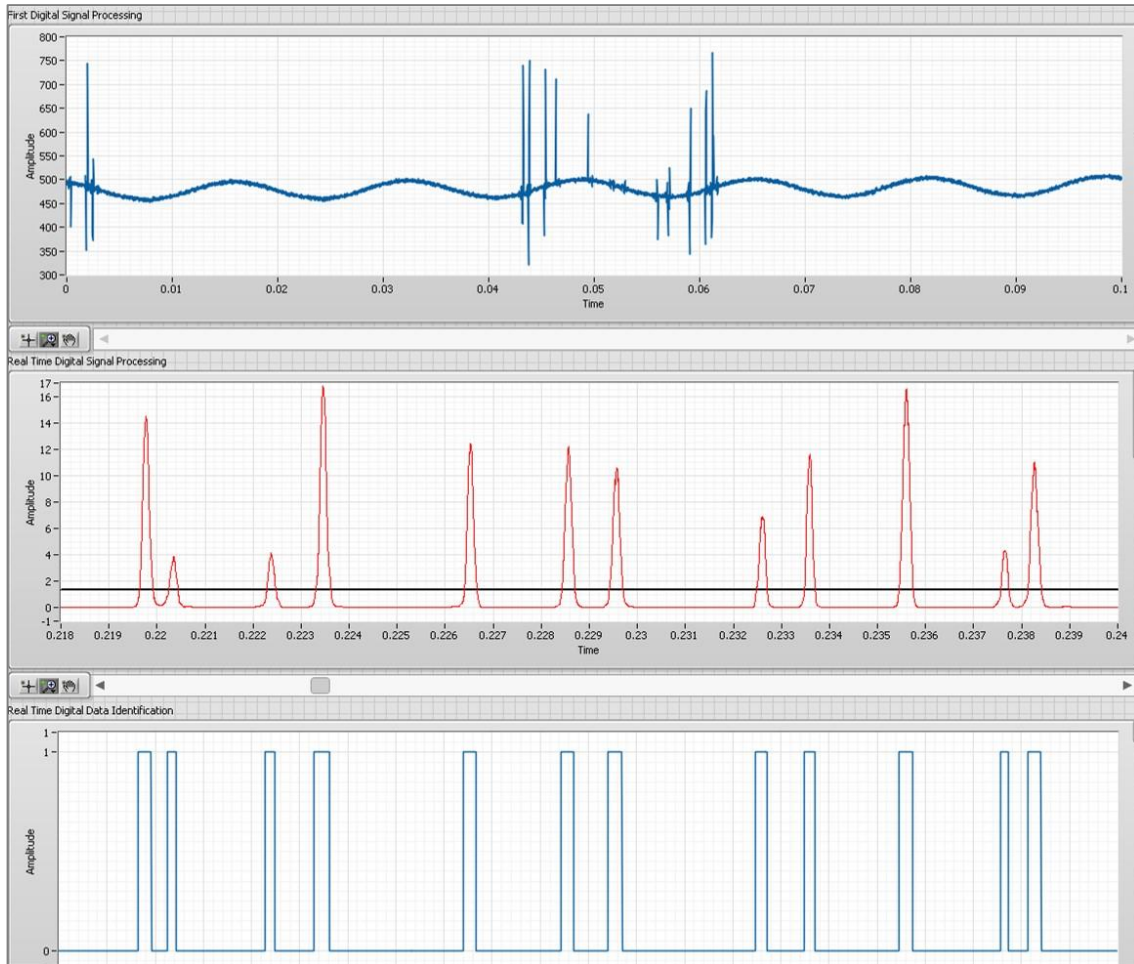 First Digital Signal Processing
800
750
700
650
600
550
500
450
400
350
300
Amplitude
0 0.01 0.02 0.03 0.04 0.05 0.06 0.07 0.08 0.09 0.1
Time
Real Time Digital Signal Processing
17
16
14
12
10
8
6
4
2
0
-1
Amplitude
0.218 0.219 0.22 0.221 0.222 0.223 0.224 0.225 0.226 0.227 0.228 0.229 0.23 0.231 0.232 0.233 0.234 0.235 0.236 0.237 0.238 0.239 0.24
Time
Real Time Digital Data Identification
1
1
0
Amplitude